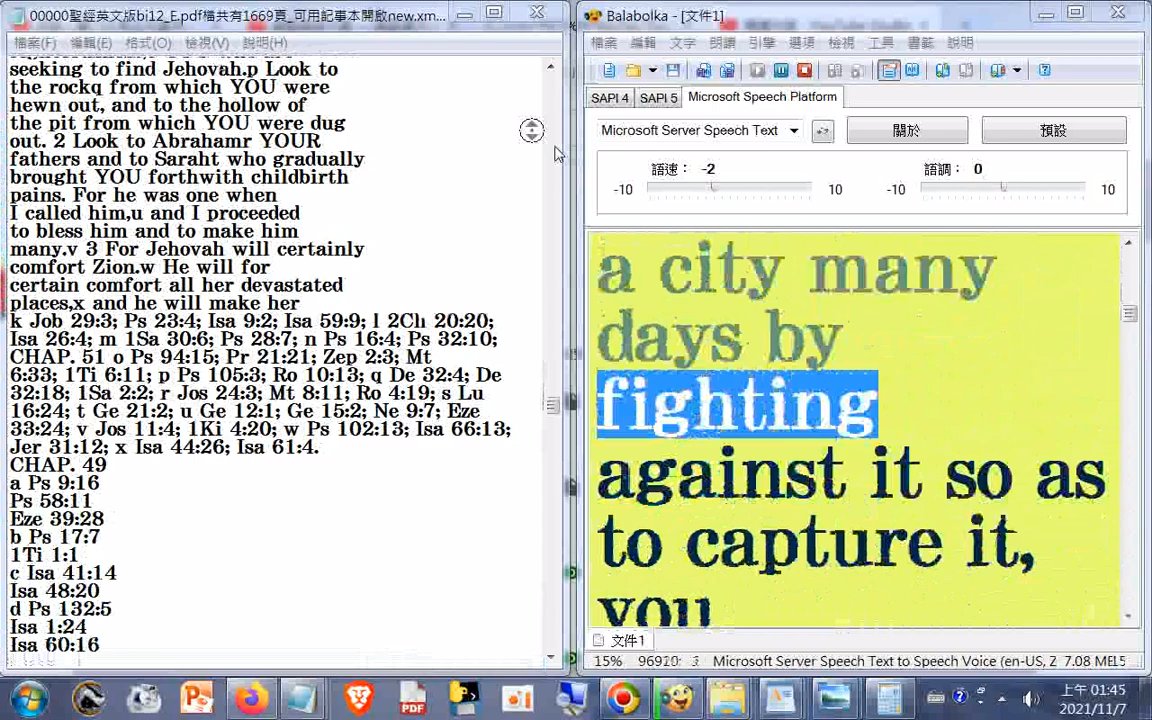 00000聖經英文版bi12_E.pdf檔共有1669頁_可用記事本開啟new.xm...
檔案(F) 編輯(E) 格式(O) 檢視(V) 說明(H)
seeking to find Jehovah.p Look to
the rockq from which YOU were
hewn out, and to the hollow of
the pit from which YOU were dug
out. 2 Look to Abrahamr YOUR
fathers and to Saraht who gradually
brought YOU forthwith childbirth
pains. For he was one when
I called him,u and I proceeded
to bless him and to make him
many.v 3 For Jehovah will certainly
comfort Zion.w He will for
certain comfort all her devastated
places,x and he will make her
k Job 29:3; Ps 23:4; Isa 9:2; Isa 59:9; l 2Ch 20:20;
Isa 26:4; m 1Sa 30:6; Ps 28:7; n Ps 16:4; Ps 32:10;
CHAP. 51 o Ps 94:15; Pr 21:21; Zep 2:3; Mt
6:33; 1Ti 6:11; p Ps 105:3; Ro 10:13; q De 32:4; De
32:18; 1Sa 2:2; r Jos 24:3; Mt 8:11; Ro 4:19; s Lu
16:24; t Ge 21:2; u Ge 12:1; Ge 15:2; Ne 9:7; Eze
33:24; v Jos 11:4; 1Ki 4:20; w Ps 102:13; Isa 66:13;
Jer 31:12; x Isa 44:26; Isa 61:4.
CHAP. 49
a Ps 9:16
Ps 58:11
Eze 39:28
b Ps 17:7
1Ti 1:1
c Isa 41:14
Isa 48:20
d Ps 132:5
Isa 1:24
Isa 60:16
Balabolka - [文件1]
檔案 編輯 文字 朗讀 引擎 選項 檢視 工具 書籤 說明
SAPI 4 SAPI 5 Microsoft Speech Platform
Microsoft Server Speech Text 關於 預設
語速： -2 語調： 0
-10 10 -10 10
a city many
days by
fighting
against it so as
to capture it,
you
文件1
15% Microsoft Server Speech Text to Speech Voice (en-US, Z 7.08
上午 01:45
2021/11/7